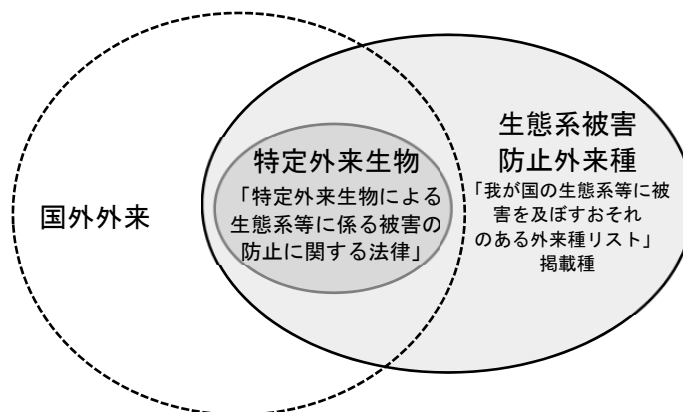 国外外来
特定外来生物
「特定外来生物による
生態系等に係る被害の
防止に関する法律」
生態系被害
防止外来種
「我が国の生態系等に被
害を及ぼすおそれ
のある外来種リスト」
掲載種